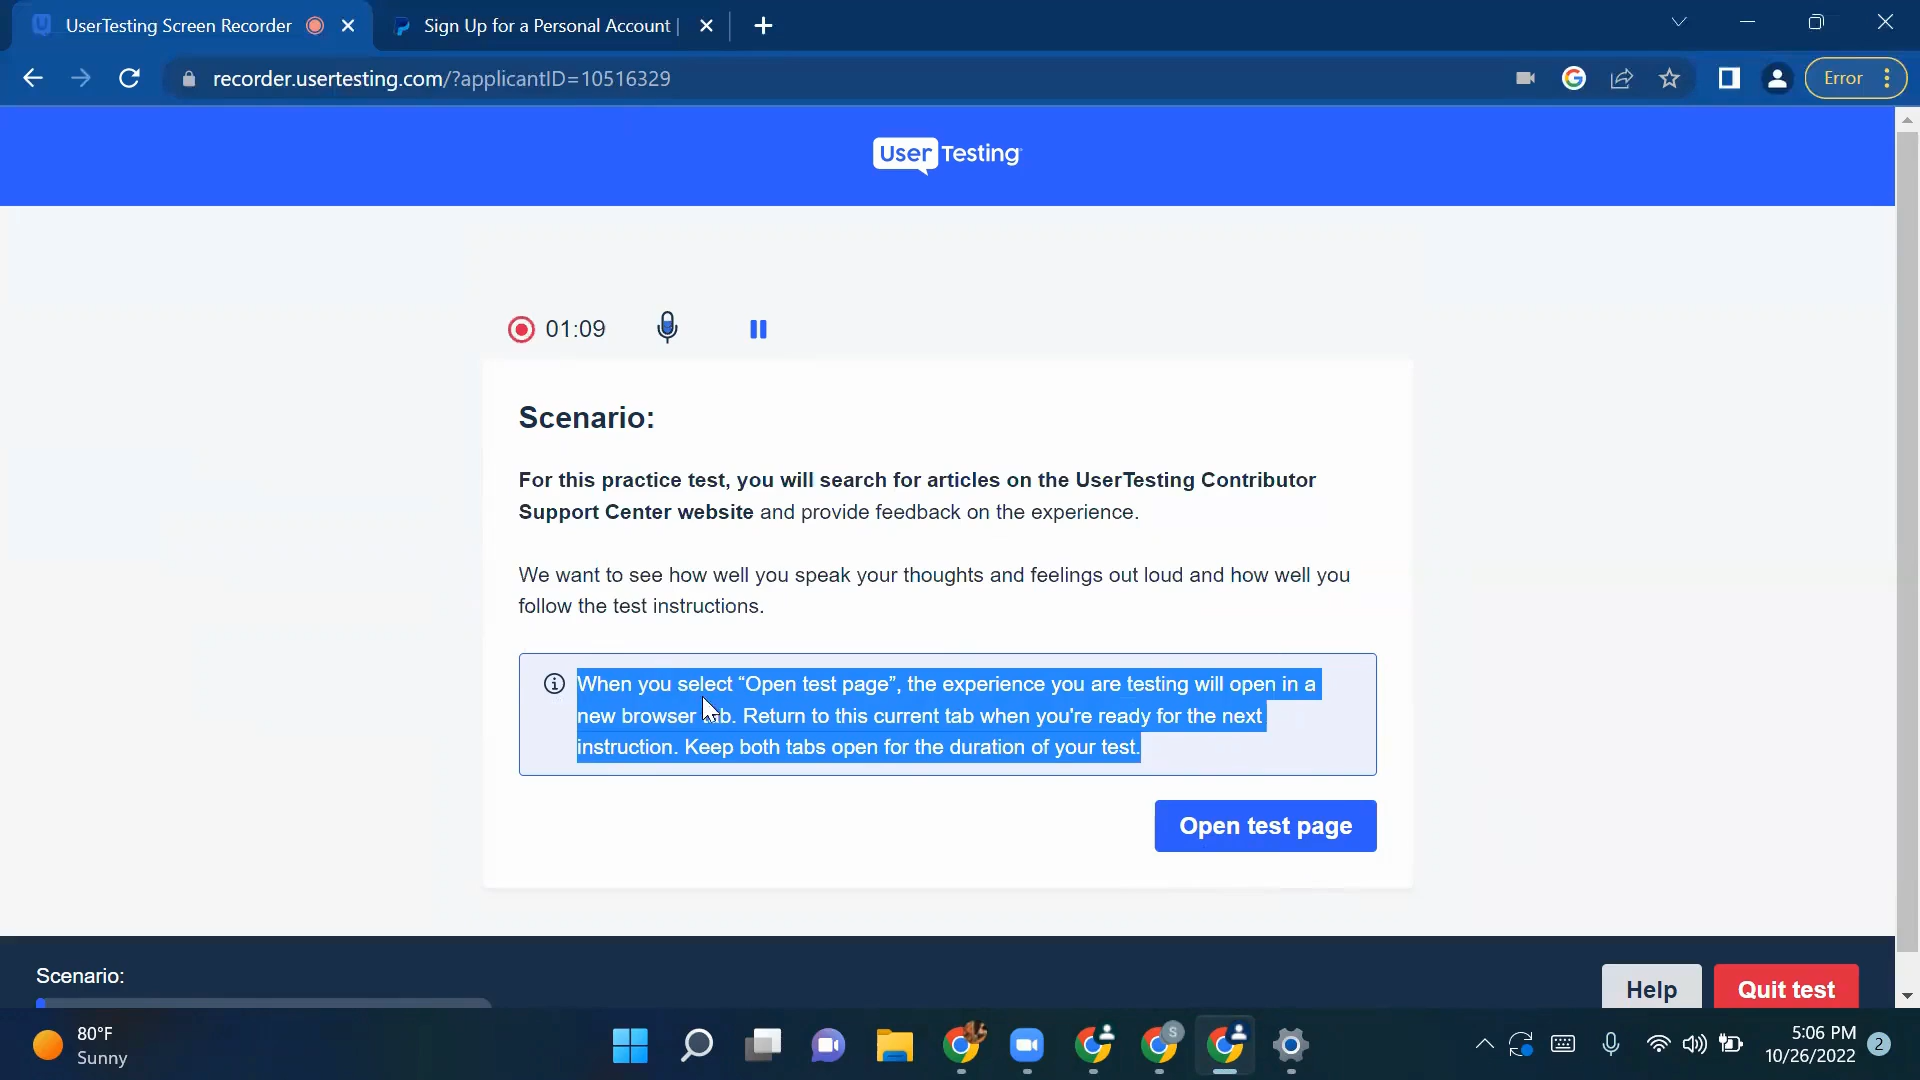 UserTesting Screen Recorder
Sign Up for a Personal Account |
recorder.usertesting.com/?applicantID=10516329
Error
User Testing
01:09
Scenario:
For this practice test, you will search for articles on the UserTesting Contributor
Support Center website and provide feedback on the experience.
We want to see how well you speak your thoughts and feelings out loud and how well you
follow the test instructions.
When you select “Open test page”, the experience you are testing will open in a
new browser tab. Return to this current tab when you're ready for the next
instruction. Keep both tabs open for the duration of your test.
Open test page
Scenario:
Help
Quit test
80°F
Sunny
S
5:06 PM
10/26/2022
2